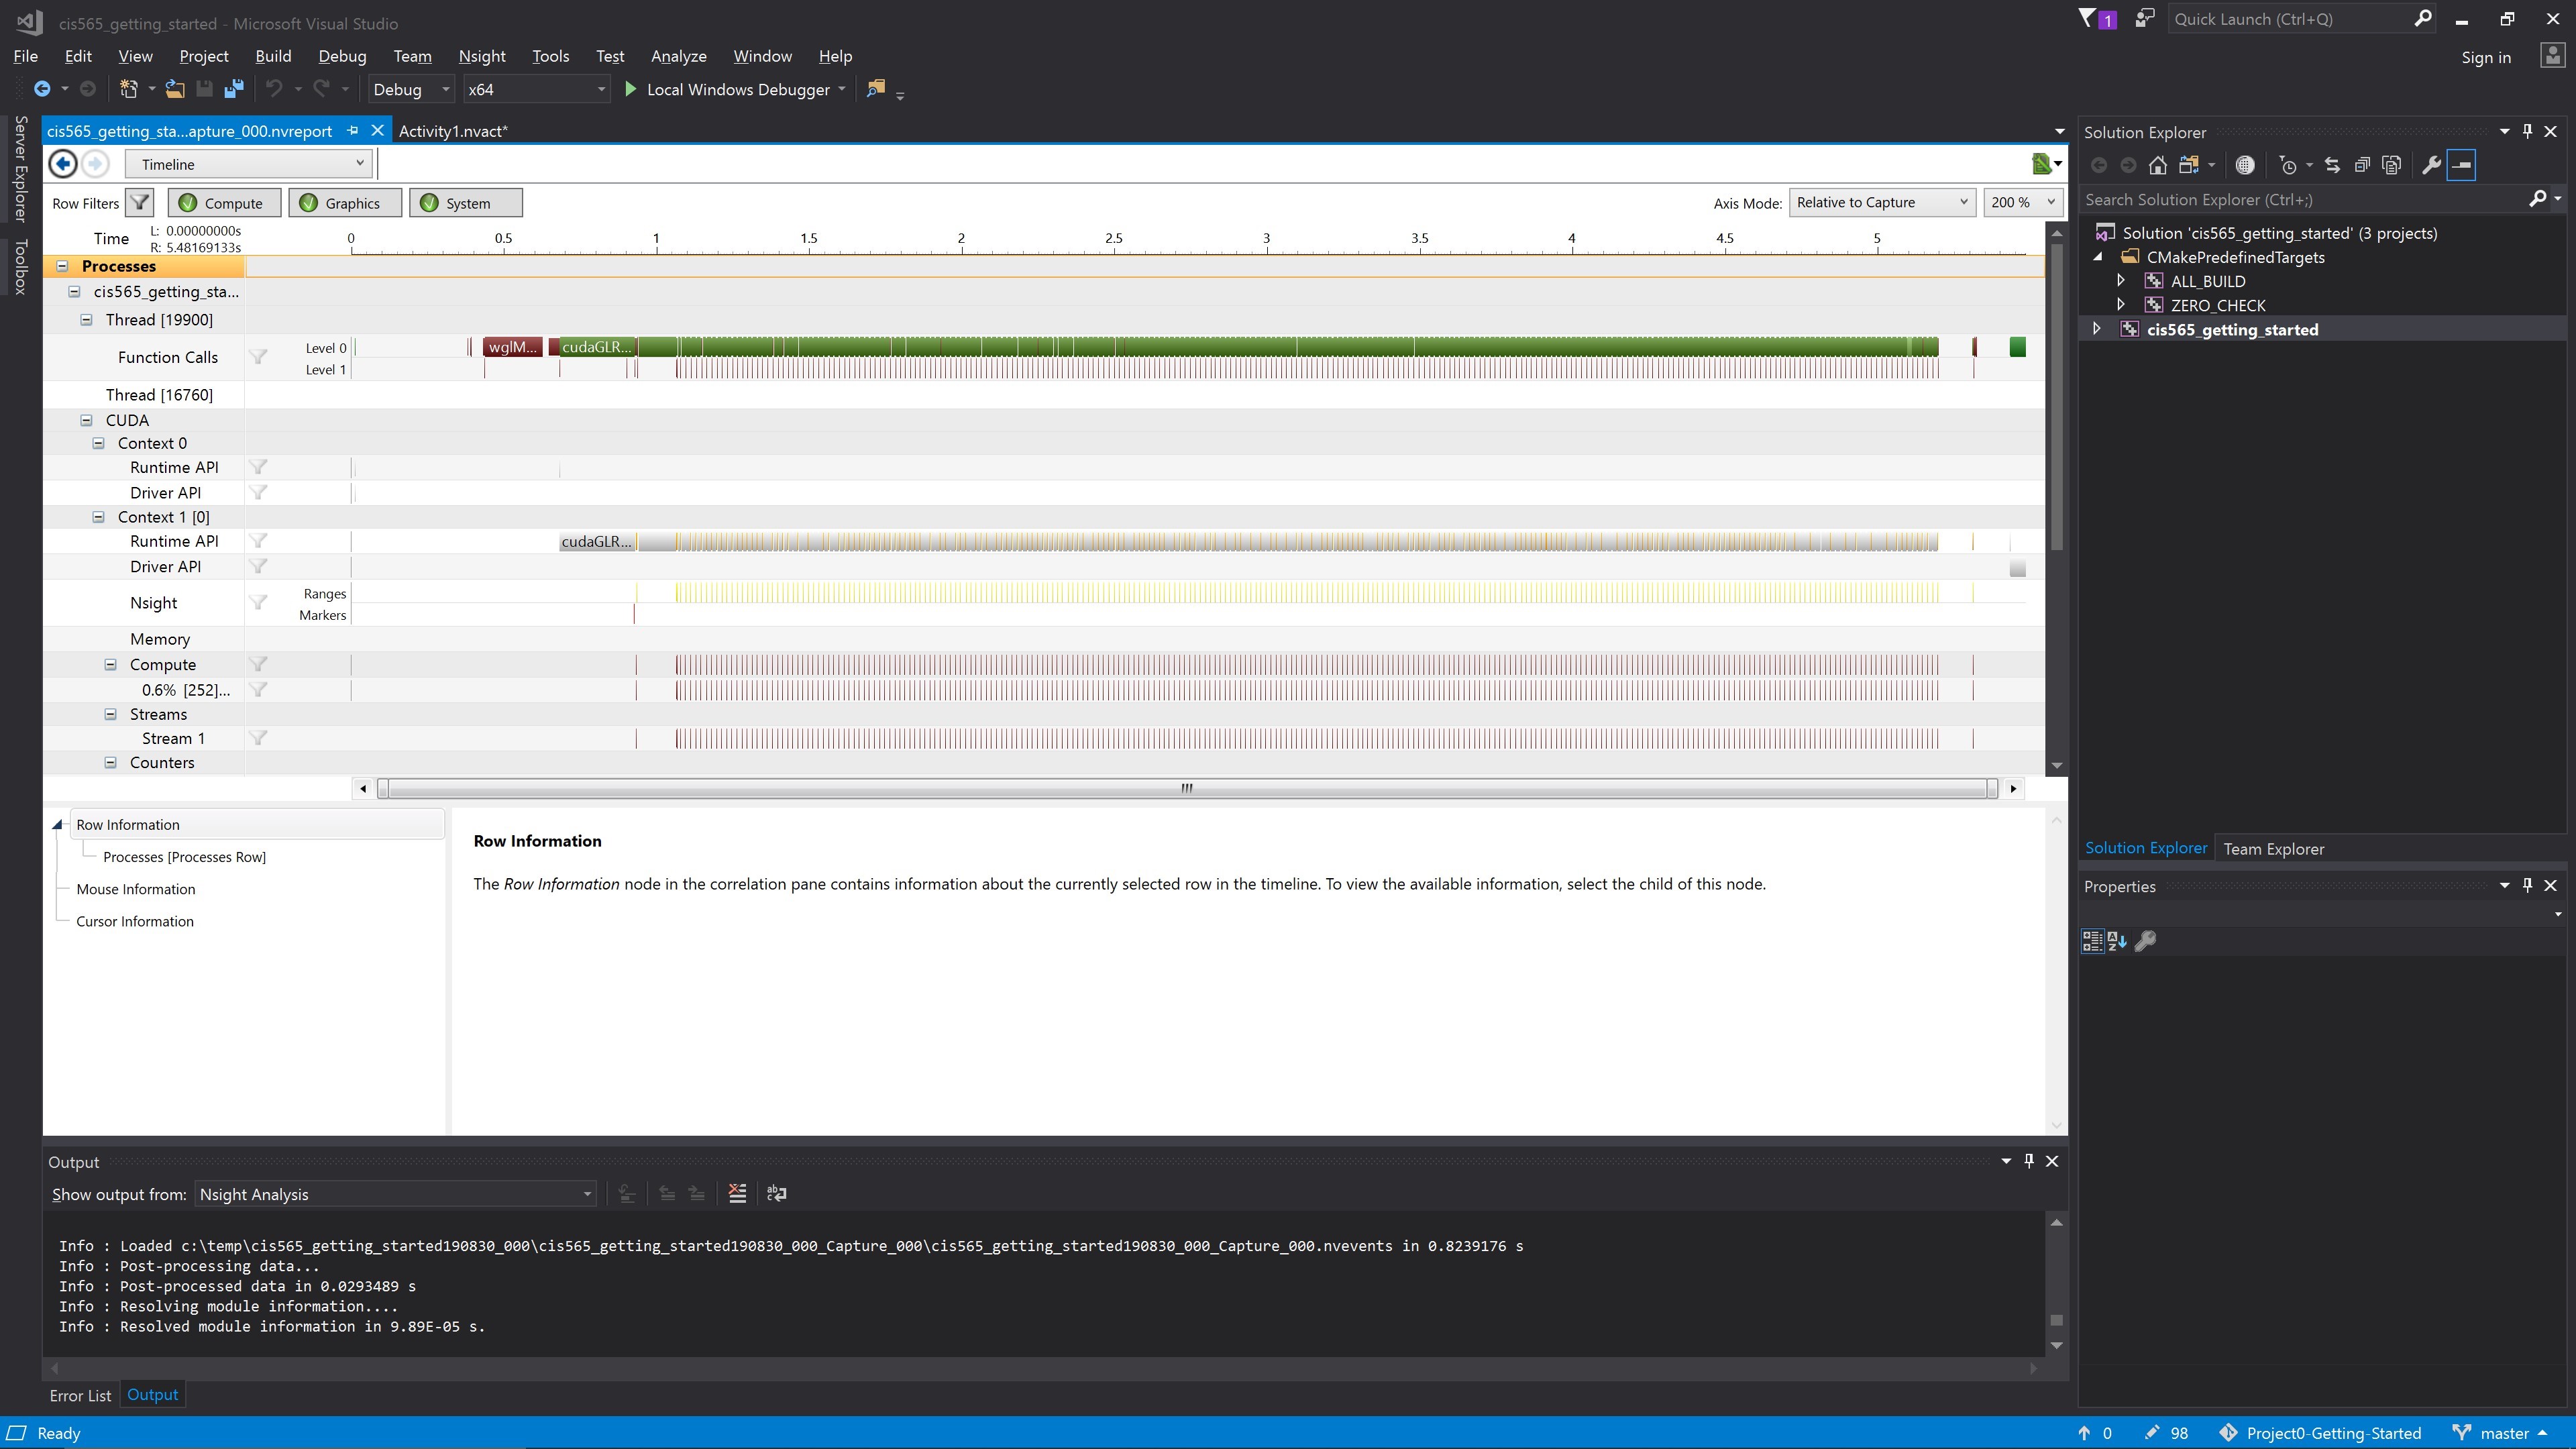 cis565_getting_started - Microsoft Visual Studio
1
Quick Launch (Ctrl+Q)
File Edit View Project Build Debug Team Nsight Tools Test Analyze Window Help
Sign in
Debug x64 Local Windows Debugger
Server Explorer
Toolbox
cis565_getting_sta...apture_000.nvreport Activity1.nvact*
Timeline
Row Filters Compute Graphics System
Axis Mode: Relative to Capture 200 %
Time L: 0.00000000s
R: 5.48169133s
0 0.5 1 1.5 2 2.5 3 3.5 4 4.5 5
Processes
cis565_getting_sta...
Thread [19900]
Function Calls
Level 0 wglM... cudaGLR...
Level 1
Thread [16760]
CUDA
Context 0
Runtime API
Driver API
Context 1 [0]
Runtime API cudaGLR...
Driver API
Nsight
Ranges
Markers
Memory
Compute
0.6% [252]...
Streams
Stream 1
Counters
Row Information
Processes [Processes Row]
Mouse Information
Cursor Information
Row Information
The Row Information node in the correlation pane contains information about the currently selected row in the timeline. To view the available information, select the child of this node.
Output
Show output from: Nsight Analysis
Info : Loaded c:\temp\cis565_getting_started190830_000\cis565_getting_started190830_000_Capture_000\cis565_getting_started190830_000_Capture_000.nvevents in 0.8239176 s
Info : Post-processing data...
Info : Post-processed data in 0.0293489 s
Info : Resolving module information....
Info : Resolved module information in 9.89E-05 s.
Error List Output
Solution Explorer
Search Solution Explorer (Ctrl+;)
Solution 'cis565_getting_started' (3 projects)
CMakePredefinedTargets
ALL_BUILD
ZERO_CHECK
cis565_getting_started
Solution Explorer Team Explorer
Properties
Ready
0 98 Project0-Getting-Started master